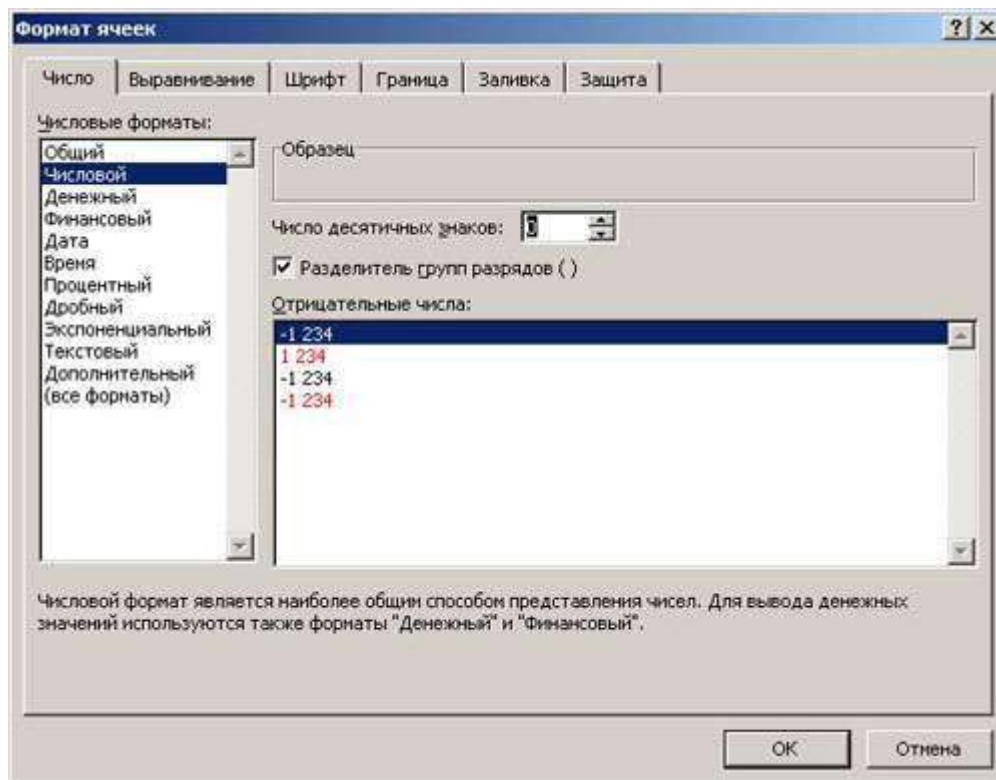 Формат ячеек
Число Выравнивание Шрифт Граница Заливка Защита
Числовые форматы:
Общий
Числовой
Денежный
Финансовый
Дата
Время
Процентный
Дробный
Экспоненциальный
Текстовый
Дополнительный
(все форматы)
Образец
Число десятичных знаков: 0
Разделитель групп разрядов ( )
Отрицательные числа:
-1 234
1 234
-1 234
-1 234
Числовой формат является наиболее общим способом представления чисел. Для вывода денежных
значений используются также форматы "Денежный" и "Финансовый".
OK Отмена